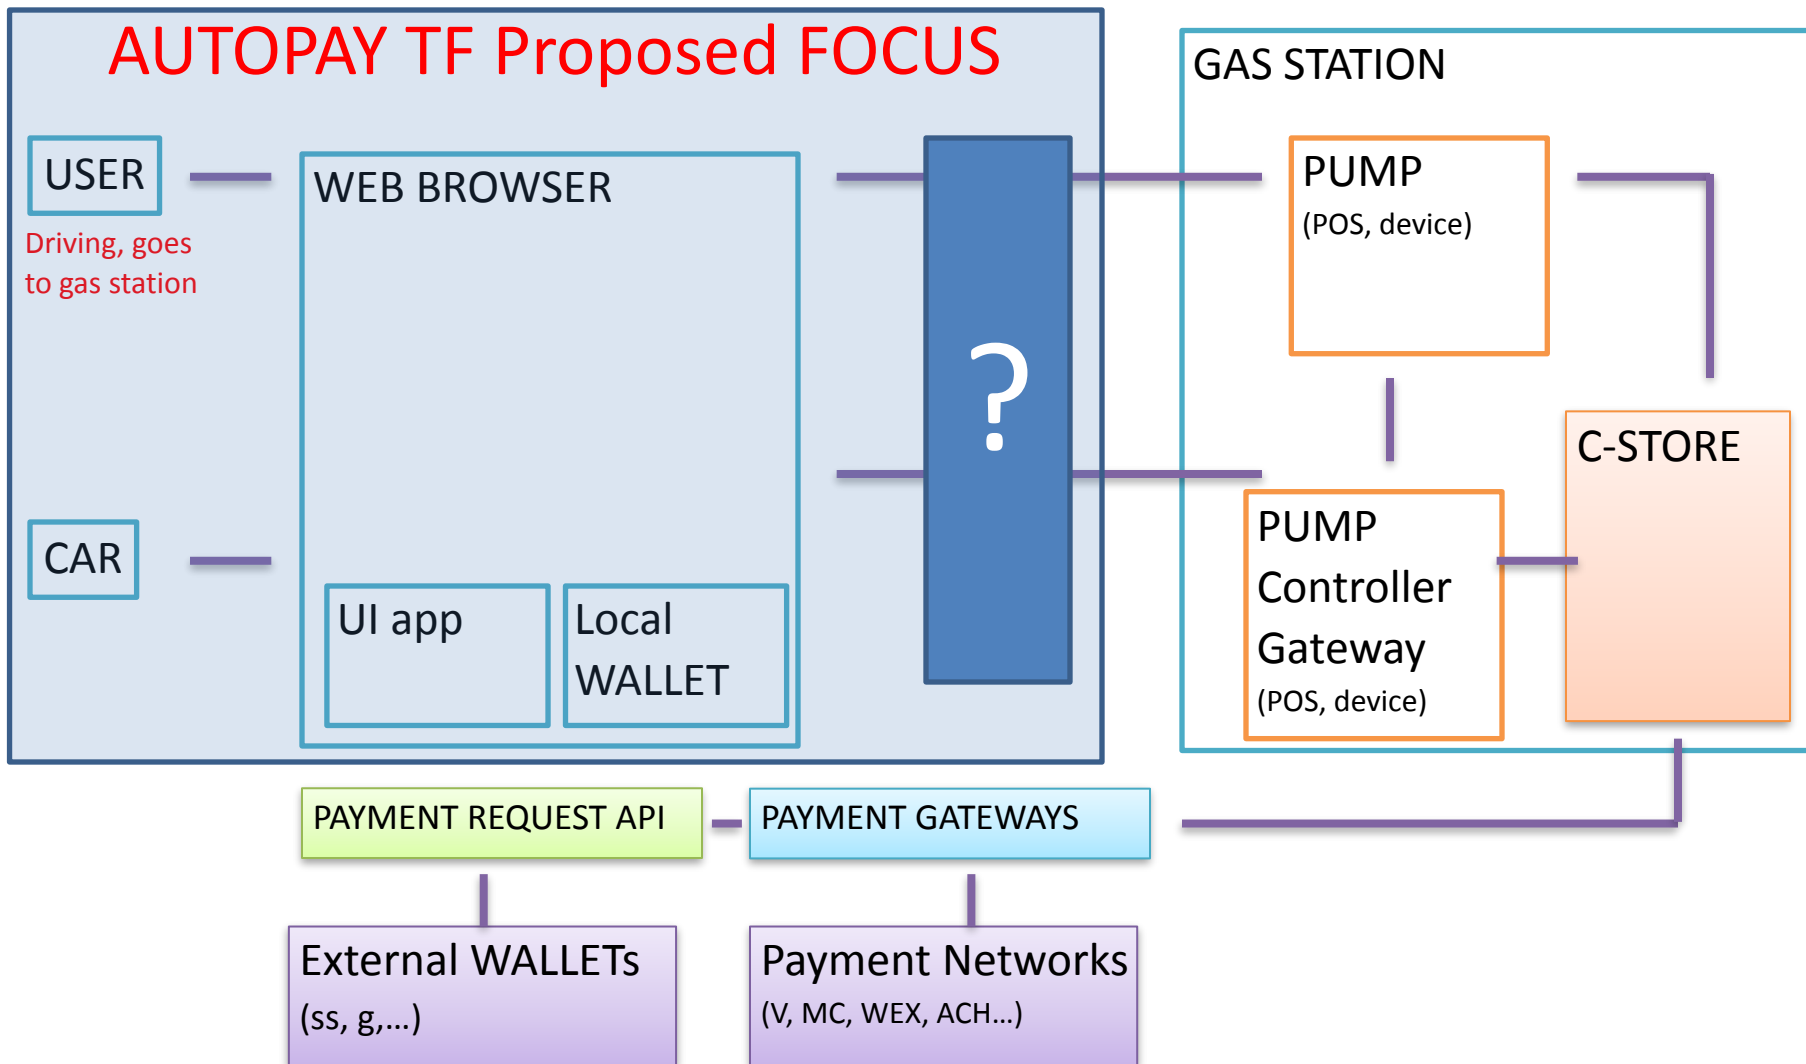 AUTOPAY TF Proposed FOCUS
USER
Driving, goes
to gas station
CAR
WEB BROWSER
UI app
Local
WALLET
?
GAS STATION
PUMP
(POS, device)
PUMP
Controller
Gateway
(POS, device)
C-STORE
PAYMENT REQUEST API
PAYMENT GATEWAYS
External WALLETs
(ss, g,...)
Payment Networks
(V, MC, WEX, ACH...)